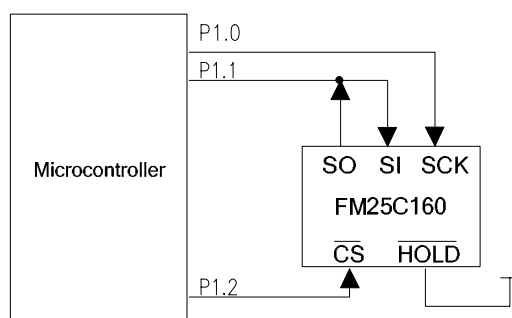 P1.0
P1.1
Microcontroller
SO SI SCK
FM25C160
CS HOLD
P1.2